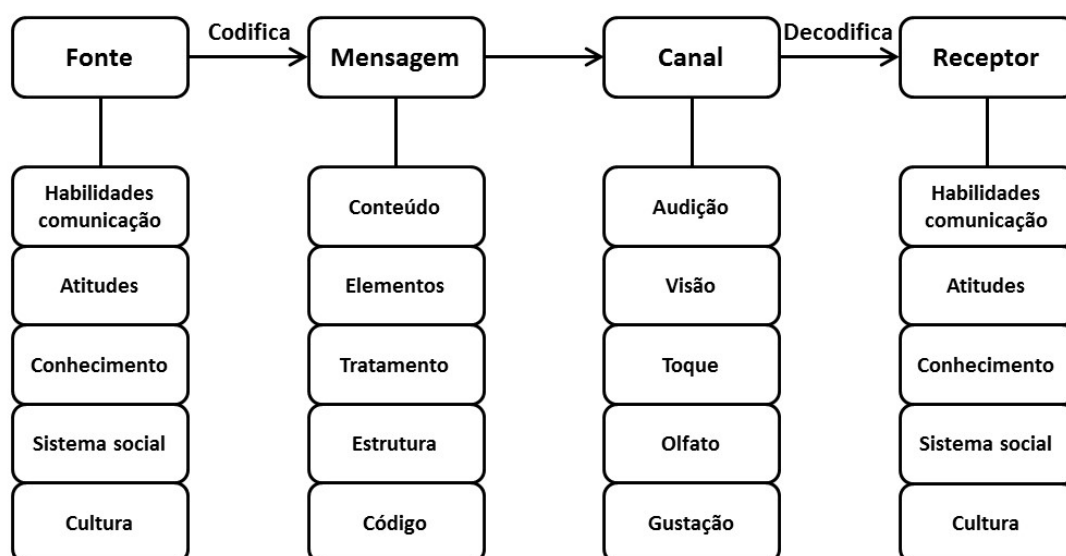 Fonte
Codifica
Mensagem
Canal
Decodifica
Receptor
Habilidades
comunicação
Atitudes
Conhecimento
Sistema social
Cultura
Conteúdo
Elementos
Tratamento
Estrutura
Código
Audição
Visão
Toque
Olfato
Gustação
Habilidades
comunicação
Atitudes
Conhecimento
Sistema social
Cultura